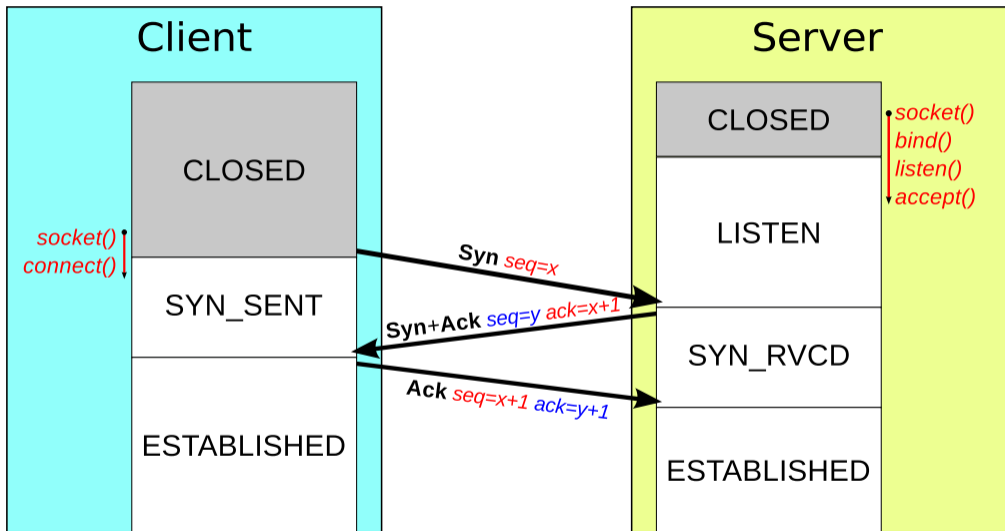 Client
Server
CLOSED
CLOSED
socket()
bind()
listen()
accept()
LISTEN
socket()
connect()
Syn seq=x
SYN_SENT
Syn+Ack seq=y ack=x+1
SYN_RVCD
Ack seq=x+1 ack=y+1
ESTABLISHED
ESTABLISHED